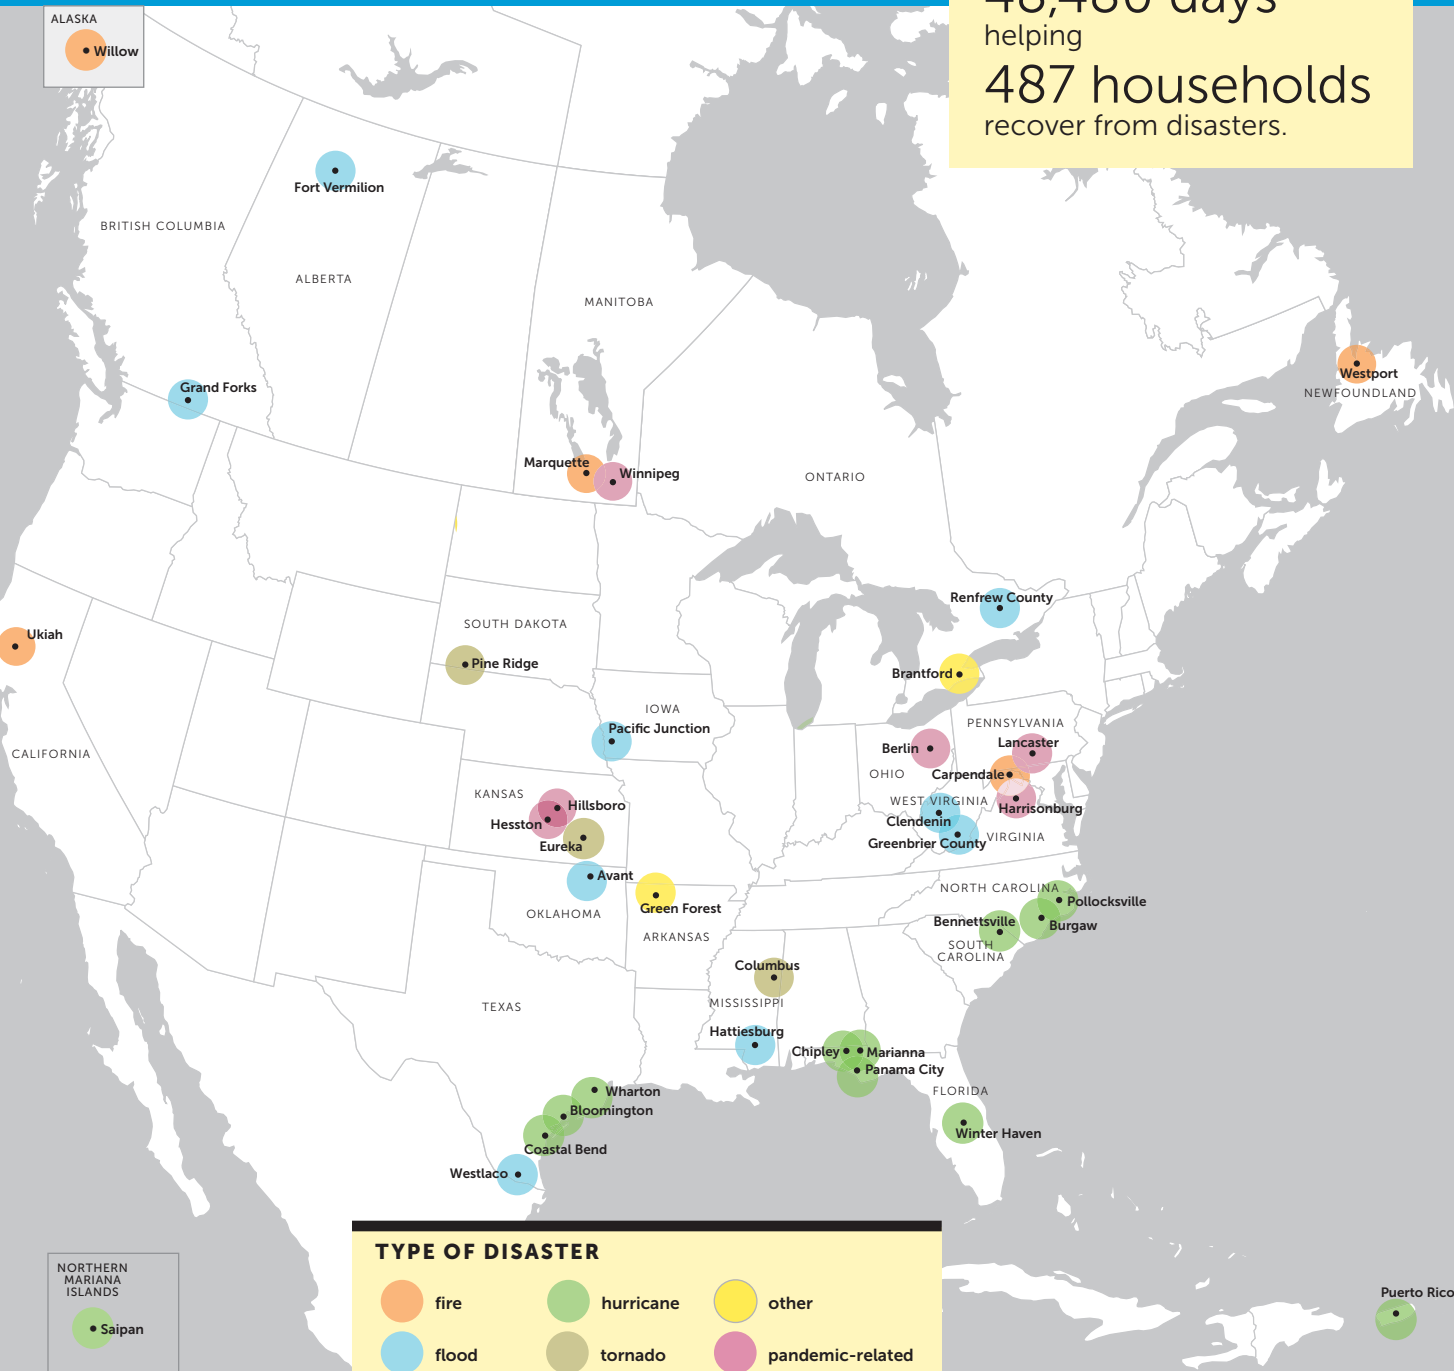 ALASKA
Willow
48,480 days
helping
487 households
recover from disasters.
Fort Vermilion
BRITISH COLUMBIA
ALBERTA
MANITOBA
Grand Forks
Westport
NEWFOUNDLAND
Marquette
Winnipeg
ONTARIO
Renfrew County
Ukiah
SOUTH DAKOTA
Pine Ridge
Brantford
IOWA
Pacific Junction
PENNSYLVANIA
Lancaster
Berlin
CALIFORNIA
OHIO
Carpendale
KANSAS
Hillsboro
Hesston
WEST VIRGINIA
Harrisonburg
Clendenin
Eureka
Greenbrier County
VIRGINIA
Avant
Green Forest
OKLAHOMA
NORTH CAROLINA
Pollocksville
Bennettsville
Burgaw
ARKANSAS
SOUTH
CAROLINA
Columbus
TEXAS
MISSISSIPPI
Hattiesburg
Chipley
Marianna
Panama City
Wharton
FLORIDA
Bloomington
Winter Haven
Coastal Bend
Westlaco
TYPE OF DISASTER
fire
hurricane
other
flood
tornado
pandemic-related
NORTHERN
MARIANA
ISLANDS
Saipan
Puerto Rico